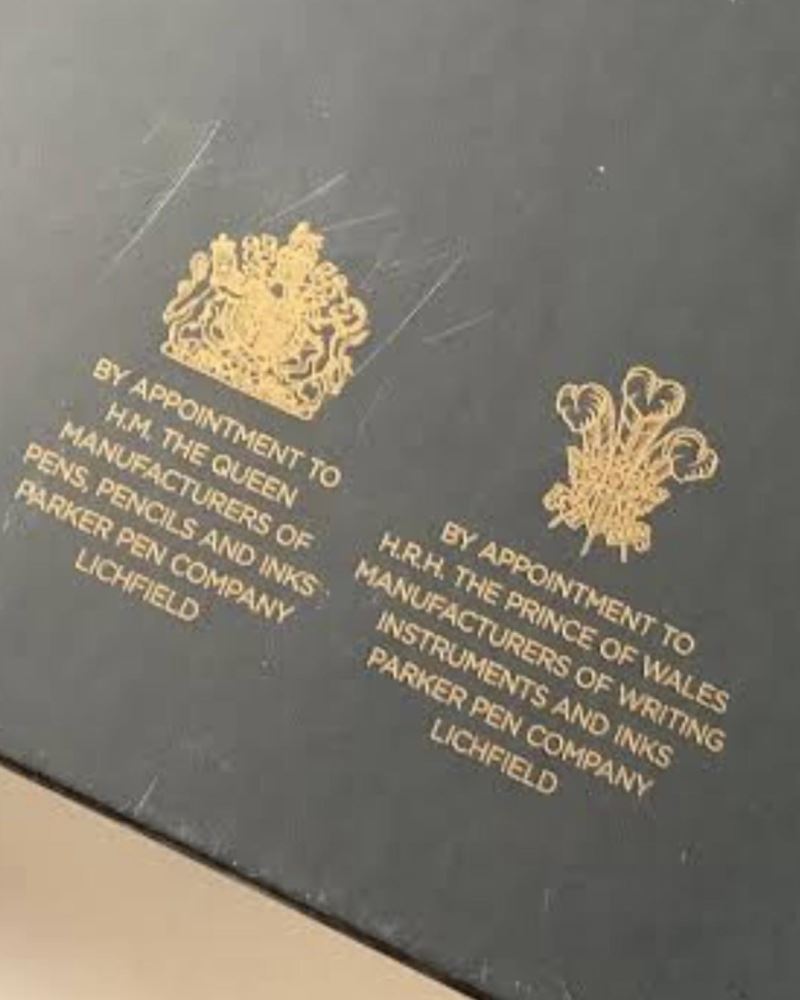 BY APPOINTMENT TO
H.M. THE QUEEN
MANUFACTURERS OF
PENS, PENCILS AND INKS
PARKER PEN COMPANY
LICHFIELD
BY APPOINTMENT TO
H.R.H. THE PRINCE OF WALES
MANUFACTURERS OF WRITING
INSTRUMENTS AND INKS
PARKER PEN COMPANY
LICHFIELD